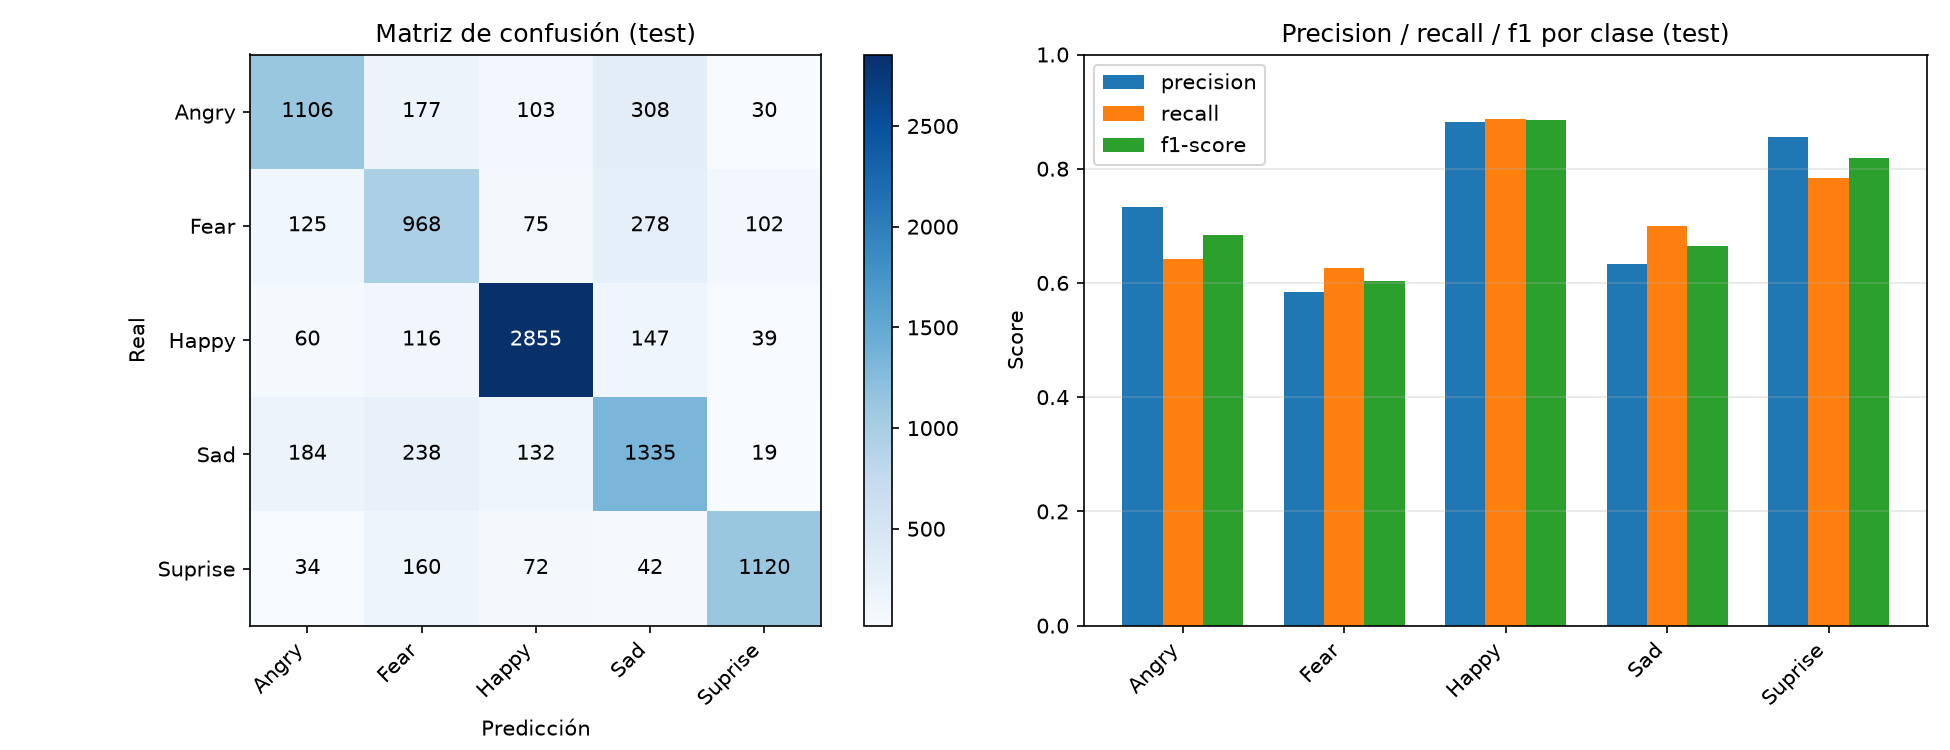 Matriz de confusión (test)
Angry 1106 177 103 308 30
Fear 125 968 75 278 102
Happy 60 116 2855 147 39
Sad 184 238 132 1335 19
Suprise 34 160 72 42 1120
Real
Angry Fear Happy Sad Suprise
Predicción
2500
2000
1500
1000
500
Precision / recall / f1 por clase (test)
precision
recall
f1-score
1.0
0.8
0.6
0.4
0.2
0.0
Score
Angry Fear Happy Sad Suprise